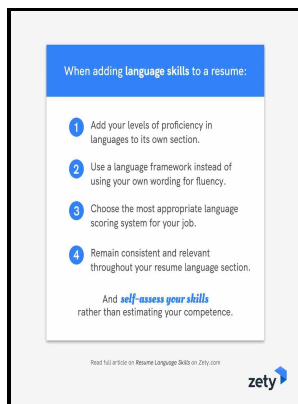 When adding language skills to a resume:
1
Add your levels of proficiency in
languages to its own section.
2
Use a language framework instead of
using your own wording for fluency.
3
Choose the most appropriate language
scoring system for your job.
4
Remain consistent and relevant
throughout your resume language section.
And self-assess your skills
rather than estimating your competence.
Read full article on Resume Language Skills on Zety.com
zety